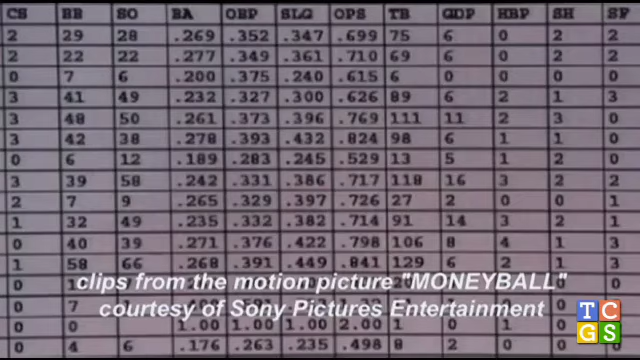 CS BB SO BA OBP SLG OPS TB GDP HBP SH SF
2 29 28 .269 .352 .347 .699 75 6 0 2 2
2 22 22 .277 .349 .361 .710 69 6 0 2 2
0 7 6 .200 .375 .240 .615 6 0 0 0 0
3 41 49 .232 .327 .300 .626 89 6 2 1 3
3 48 50 .261 .373 .396 .769 111 11 2 3 0
3 42 38 .278 .393 .432 .824 98 6 1 1 0
0 6 12 .189 .283 .245 .529 13 5 1 2 0
3 39 58 .242 .331 .386 .717 118 16 3 2 2
2 7 9 .265 .329 .397 .726 27 2 0 0 1
1 32 49 .235 .332 .382 .714 91 14 3 2 1
0 40 39 .271 .376 .422 .798 106 8 4 1 3
1 58 66 .268 .391 .449 .841 129 6 2 1 3
clips from the motion picture "MONEYBALL"
courtesy of Sony Pictures Entertainment
0 0 1.00 1.00 1.00 2.00 1 0 1 0 0
0 4 6 .176 .263 .235 .498 8 2 0 0 0
TC
GS